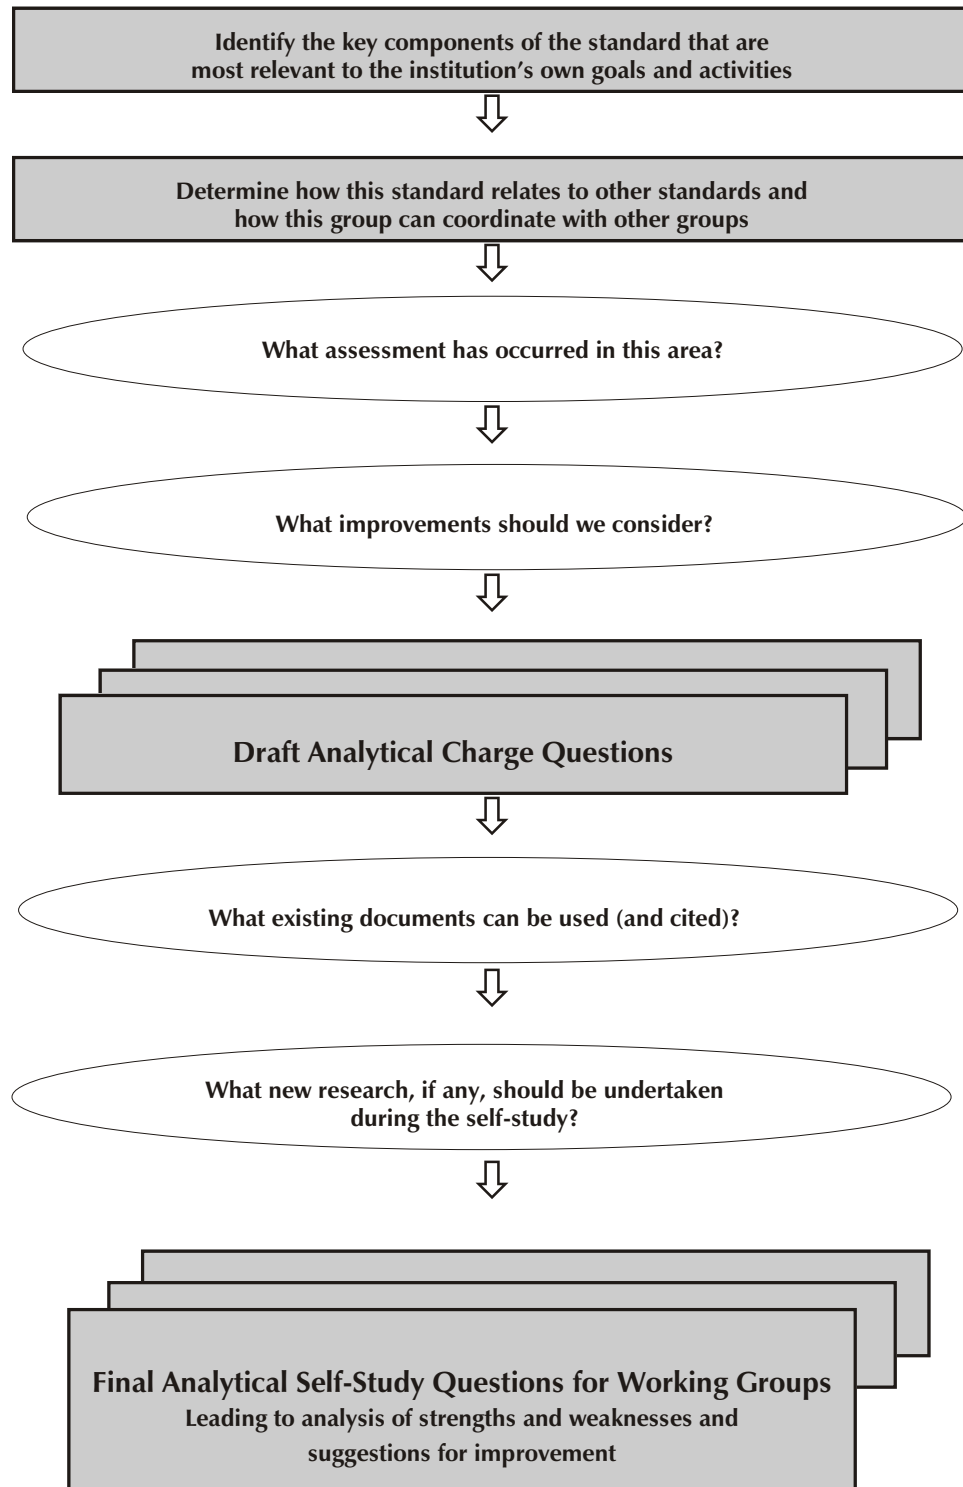 Identify the key components of the standard that are
most relevant to the institution’s own goals and activities
Determine how this standard relates to other standards and
how this group can coordinate with other groups
What assessment has occurred in this area?
What improvements should we consider?
Draft Analytical Charge Questions
What existing documents can be used (and cited)?
What new research, if any, should be undertaken
during the self-study?
Final Analytical Self-Study Questions for Working Groups
Leading to analysis of strengths and weaknesses and
suggestions for improvement